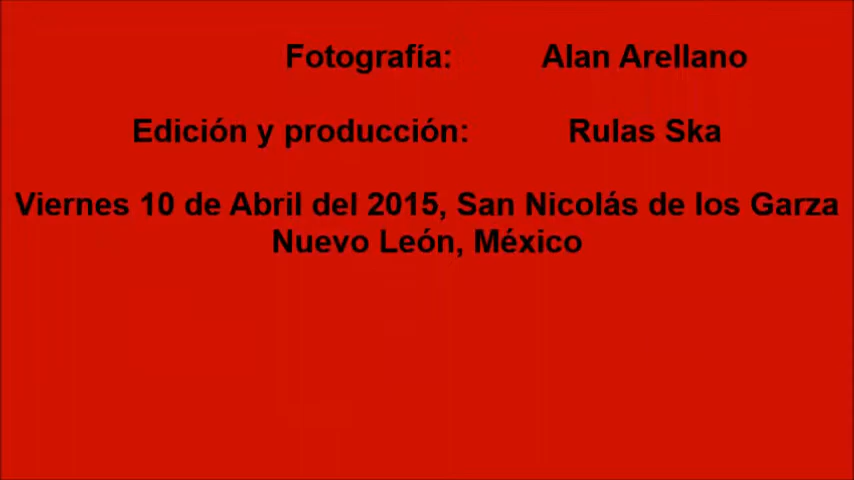 Fotografía: Alan Arellano
Edición y producción: Rulas Ska
Viernes 10 de Abril del 2015, San Nicolás de los Garza
Nuevo León, México